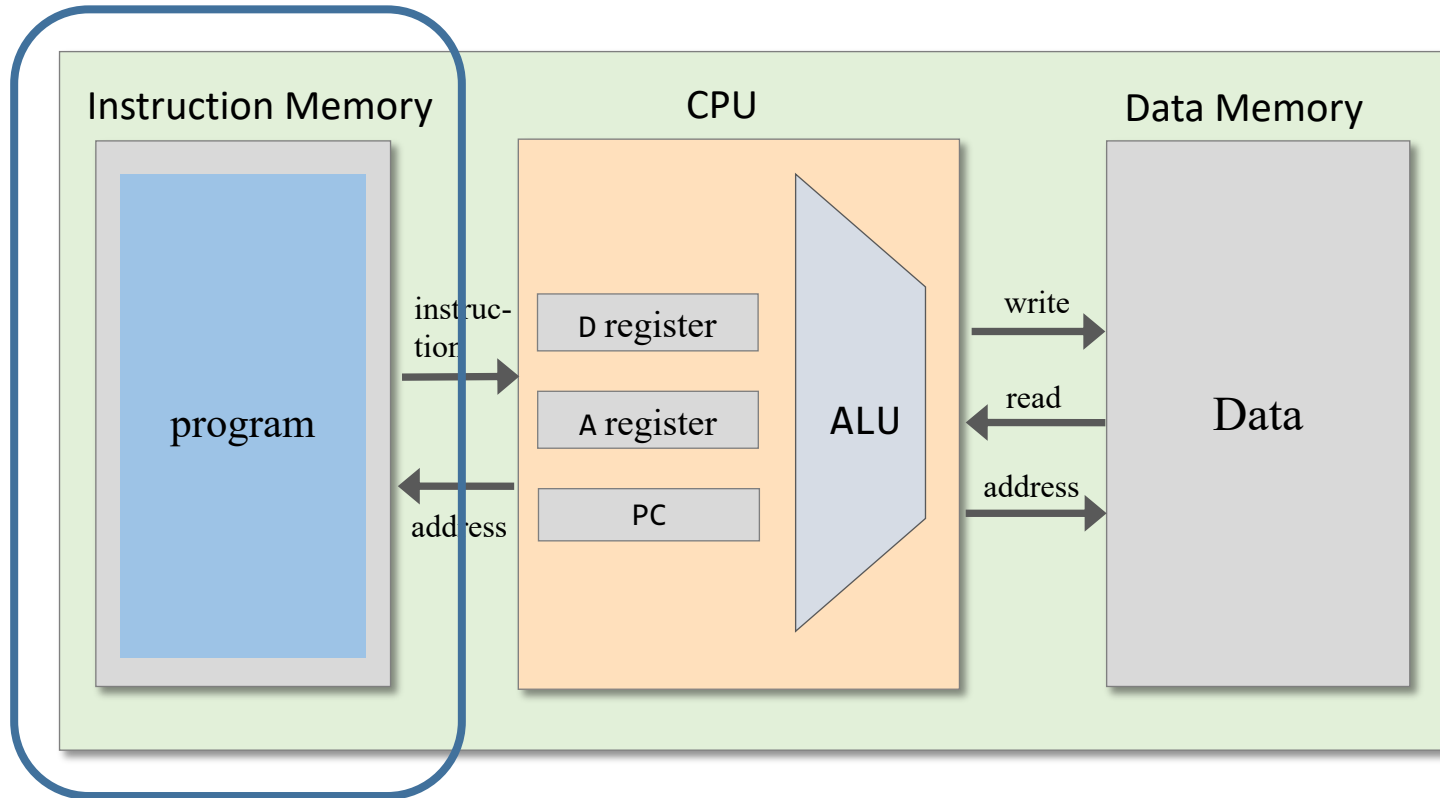 Instruction Memory
CPU
Data Memory
program
instruc-
tion
address
D register
A register
PC
ALU
write
read
address
Data